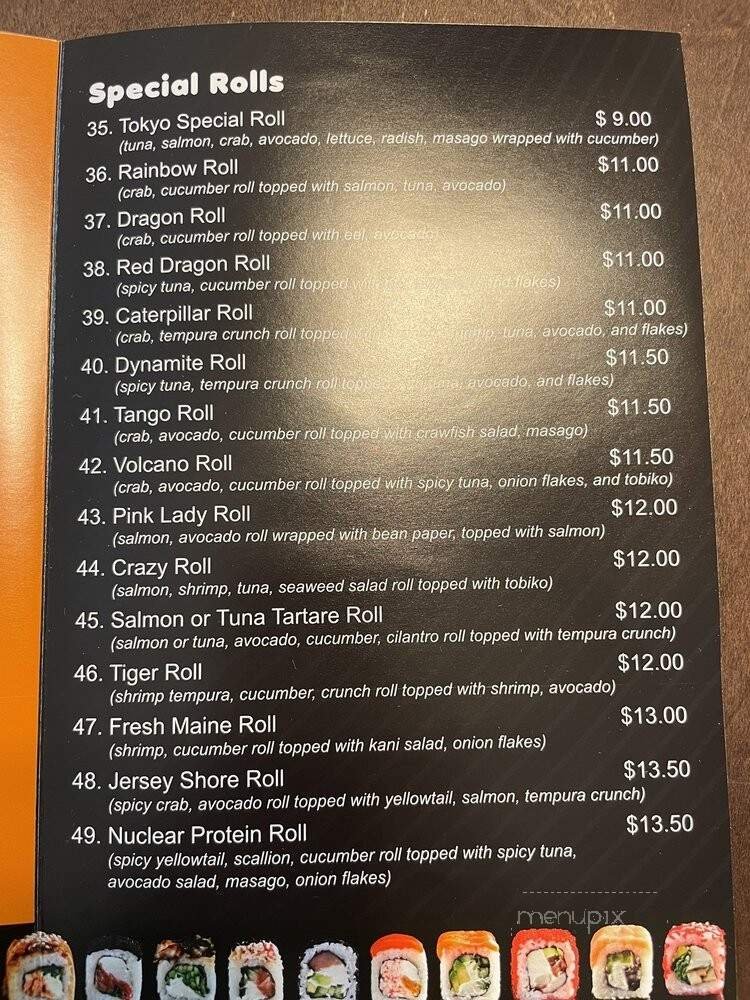 Special Rolls
35. Tokyo Special Roll $ 9.00
(tuna, salmon, crab, avocado, lettuce, radish, masago wrapped with cucumber)
36. Rainbow Roll $11.00
(crab, cucumber roll topped with salmon, tuna, avocado)
37. Dragon Roll $11.00
(crab, cucumber roll topped with eel, avocado)
38. Red Dragon Roll $11.00
(spicy tuna, cucumber roll topped and flakes)
39. Caterpillar Roll $11.00
(crab, tempura crunch roll topped shrimp, tuna, avocado, and flakes)
40. Dynamite Roll $11.50
(spicy tuna, tempura crunch roll topped tuna, avocado, and flakes)
41. Tango Roll $11.50
(crab, avocado, cucumber roll topped with crawfish salad, masago)
42. Volcano Roll $11.50
(crab, avocado, cucumber roll topped with spicy tuna, onion flakes, and tobiko)
43. Pink Lady Roll $12.00
(salmon, avocado roll wrapped with bean paper, topped with salmon)
44. Crazy Roll $12.00
(salmon, shrimp, tuna, seaweed salad roll topped with tobiko)
45. Salmon or Tuna Tartare Roll $12.00
(salmon or tuna, avocado, cucumber, cilantro roll topped with tempura crunch)
46. Tiger Roll $12.00
(shrimp tempura, cucumber, crunch roll topped with shrimp, avocado)
47. Fresh Maine Roll $13.00
(shrimp, cucumber roll topped with kani salad, onion flakes)
48. Jersey Shore Roll $13.50
(spicy crab, avocado roll topped with yellowtail, salmon, tempura crunch)
49. Nuclear Protein Roll $13.50
(spicy yellowtail, scallion, cucumber roll topped with spicy tuna,
avocado salad, masago, onion flakes)
menupix